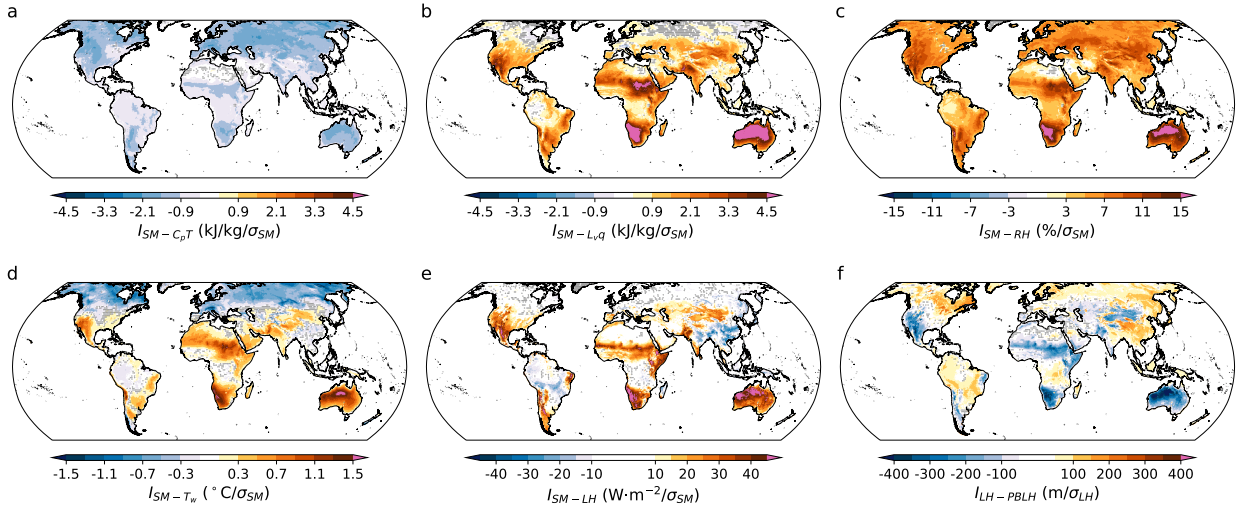 a
b
c
-4.5 -3.3 -2.1 -0.9 0.9 2.1 3.3 4.5
-4.5 -3.3 -2.1 -0.9 0.9 2.1 3.3 4.5
-15 -11 -7 -3 3 7 11 15
I_{SM-C_pT} (kJ/kg/σ_{SM})
I_{SM-L_vq} (kJ/kg/σ_{SM})
I_{SM-RH} (%/σ_{SM})
d
e
f
-1.5 -1.1 -0.7 -0.3 0.3 0.7 1.1 1.5
-40 -30 -20 -10 10 20 30 40
-400 -300 -200 -100 100 200 300 400
I_{SM-T_w} (°C/σ_{SM})
I_{SM-LH} (W·m⁻²/σ_{SM})
I_{LH-PBLH} (m/σ_{LH})